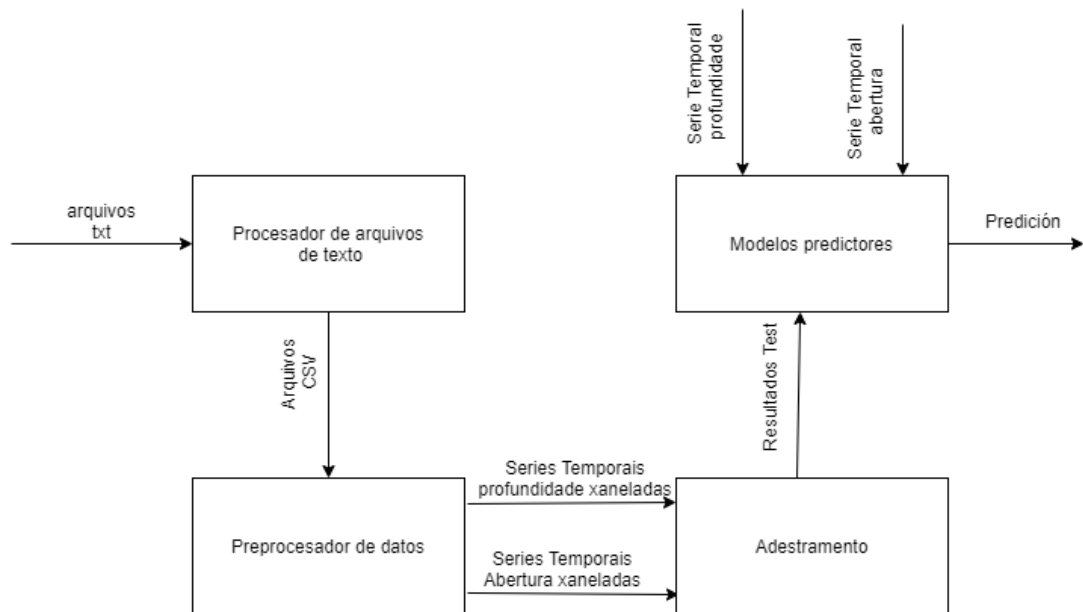 Serie Temporal
profundidade
Serie Temporal
abertura
arquivos
txt
Procesador de arquivos
de texto
Modelos predictores
Predición
Arquivos
CSV
Resultados Test
Series Temporais
profundidade xaneladas
Preprocesador de datos
Adestramento
Series Temporais
Abertura xaneladas